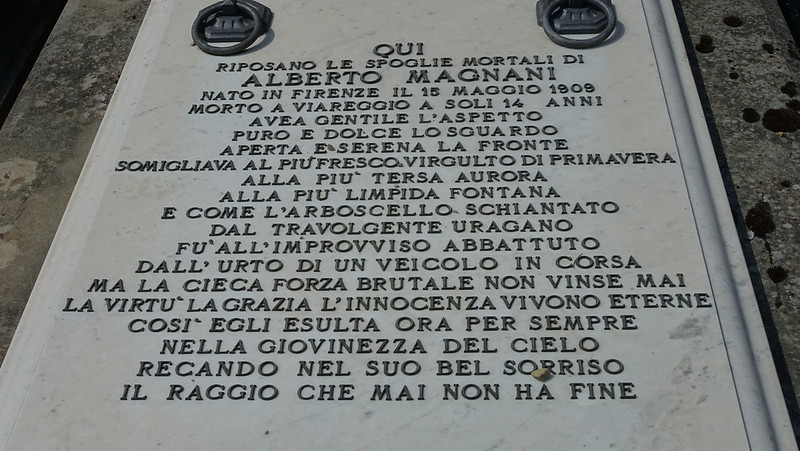 QUI
RIPOSANO LE SPOGLIE MORTALI DI
ALBERTO MAGNANI
NATO IN FIRENZE IL 15 MAGGIO 1909
MORTO A VIAREGGIO A SOLI 14 ANNI
AVEA GENTILE L'ASPETTO
PURO E DOLCE LO SGUARDO
APERTA E SERENA LA FRONTE
SOMIGLIAVA AL PIU' FRESCO VIRGULTO DI PRIMAVERA
ALLA PIU' TERSA AURORA
ALLA PIU' LIMPIDA FONTANA
E COME L'ARBOSCELLO SCHIANTATO
DAL TRAVOLGENTE URAGANO
FU' ALL'IMPROVVISO ABBATTUTO
DALL'URTO DI UN VEICOLO IN CORSA
MA LA CIECA FORZA BRUTALE NON VINSE MAI
LA VIRTU' LA GRAZIA L'INNOCENZA VIVONO ETERNE
COSI' EGLI ESULTA ORA PER SEMPRE
NELLA GIOVINEZZA DEL CIELO
RECANDO NEL SUO BEL SORRISO
IL RAGGIO CHE MAI NON HA FINE